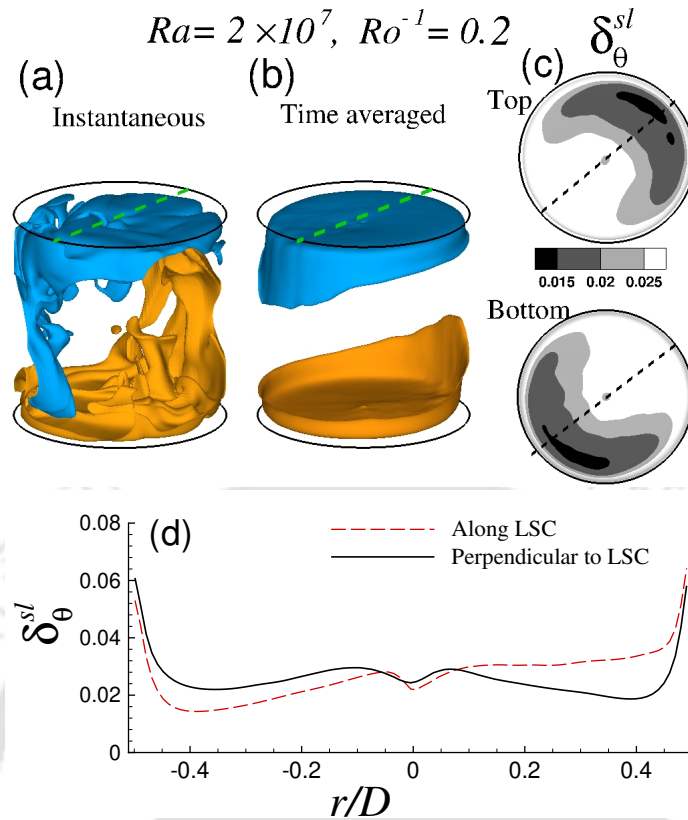 Ra= 2 ×10⁷, Ro⁻¹= 0.2
δ_θ^sl
(a)
(b)
(c)
Instantaneous
Time averaged
Top
0.015 0.02 0.025
Bottom
(d)
Along LSC
Perpendicular to LSC
δ_θ^sl
0.08
0.06
0.04
0.02
0
-0.4 -0.2 0 0.2 0.4
r/D